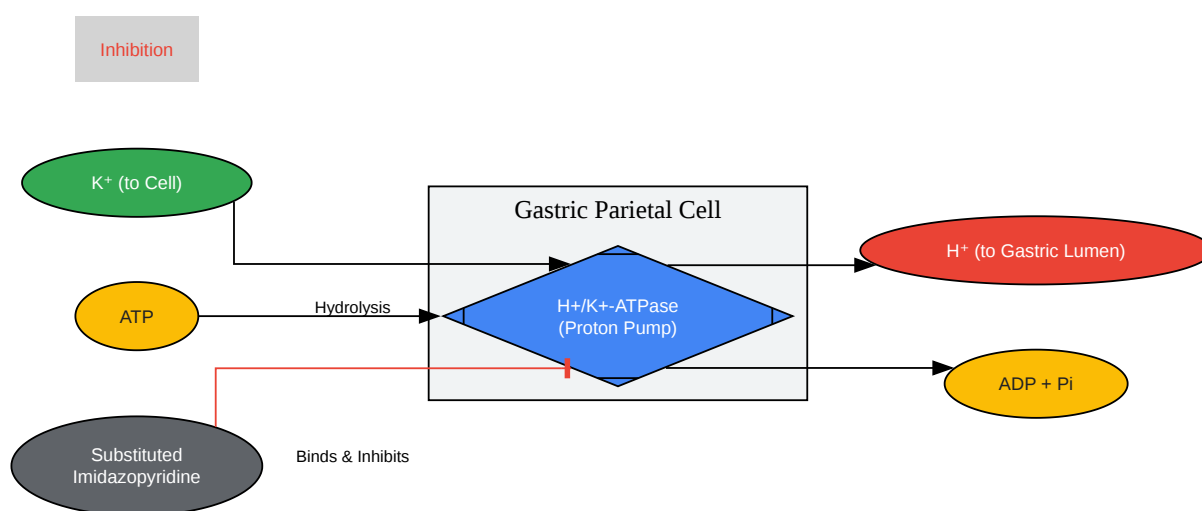 Inhibition
K⁺ (to Cell)
Gastric Parietal Cell
H⁺ (to Gastric Lumen)
Hydrolysis
ATP
H+/K+-ATPase
(Proton Pump)
ADP + Pi
Substituted
Imidazopyridine
Binds & Inhibits